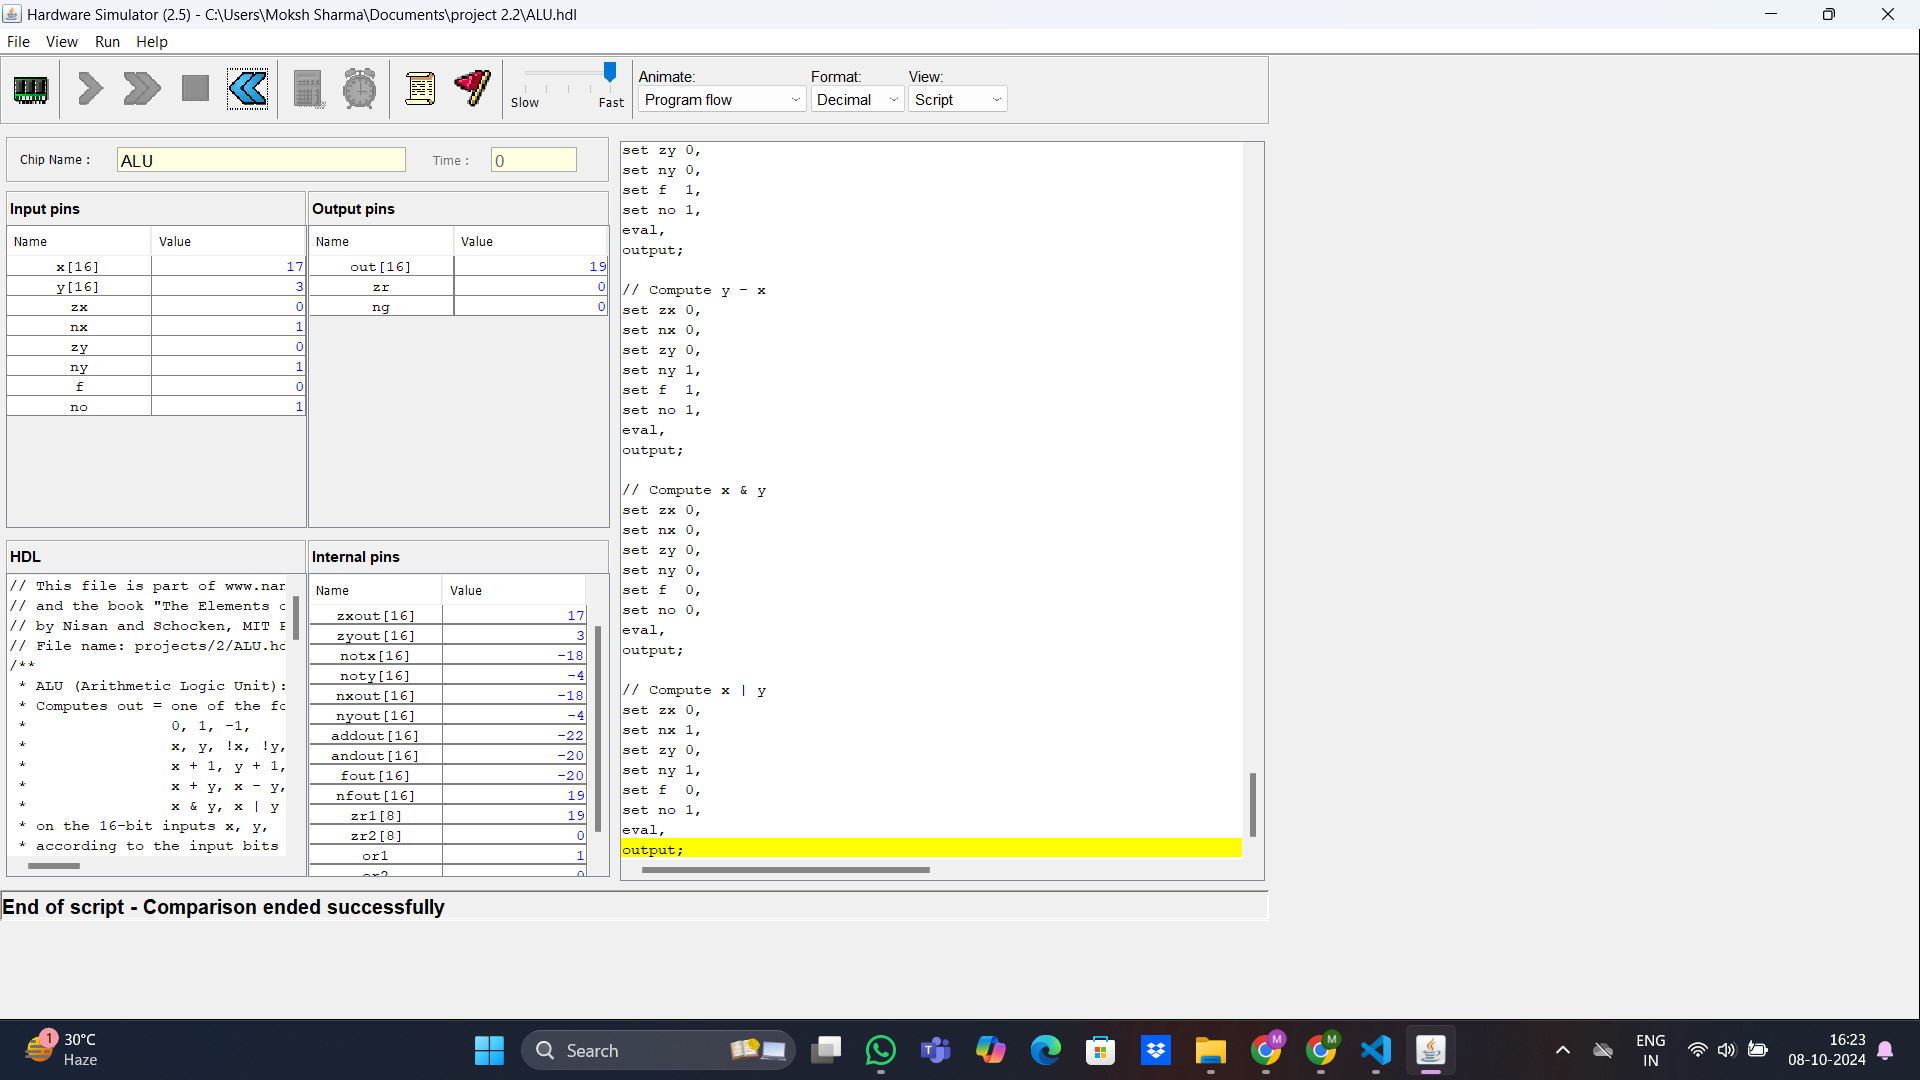 Hardware Simulator (2.5) - C:\Users\Moksh Sharma\Documents\project 2.2\ALU.hdl
File View Run Help
Slow Fast
Animate: Format: View:
Program flow Decimal Script
Chip Name : ALU Time : 0
Input pins
Name Value
x[16] 17
y[16] 3
zx 0
nx 1
zy 0
ny 1
f 0
no 1
Output pins
Name Value
out[16] 19
zr 0
ng 0
HDL
// This file is part of www.nan
// and the book "The Elements o
// by Nisan and Schocken, MIT P
// File name: projects/2/ALU.hd
/**
* ALU (Arithmetic Logic Unit):
* Computes out = one of the fo
* 0, 1, -1,
* x, y, !x, !y,
* x + 1, y + 1,
* x + y, x - y,
* x & y, x | y
* on the 16-bit inputs x, y,
* according to the input bits
Internal pins
Name Value
zxout[16] 17
zyout[16] 3
notx[16] -18
noty[16] -4
nxout[16] -18
nyout[16] -4
addout[16] -22
andout[16] -20
fout[16] -20
nfout[16] 19
zr1[8] 19
zr2[8] 0
or1 1
or2 0
set zy 0,
set ny 0,
set f 1,
set no 1,
eval,
output;
// Compute y - x
set zx 0,
set nx 0,
set zy 0,
set ny 1,
set f 1,
set no 1,
eval,
output;
// Compute x & y
set zx 0,
set nx 0,
set zy 0,
set ny 0,
set f 0,
set no 0,
eval,
output;
// Compute x | y
set zx 0,
set nx 1,
set zy 0,
set ny 1,
set f 0,
set no 1,
eval,
output;
End of script - Comparison ended successfully
1
30°C
Haze
Search
M
M
ENG
IN
16:23
08-10-2024